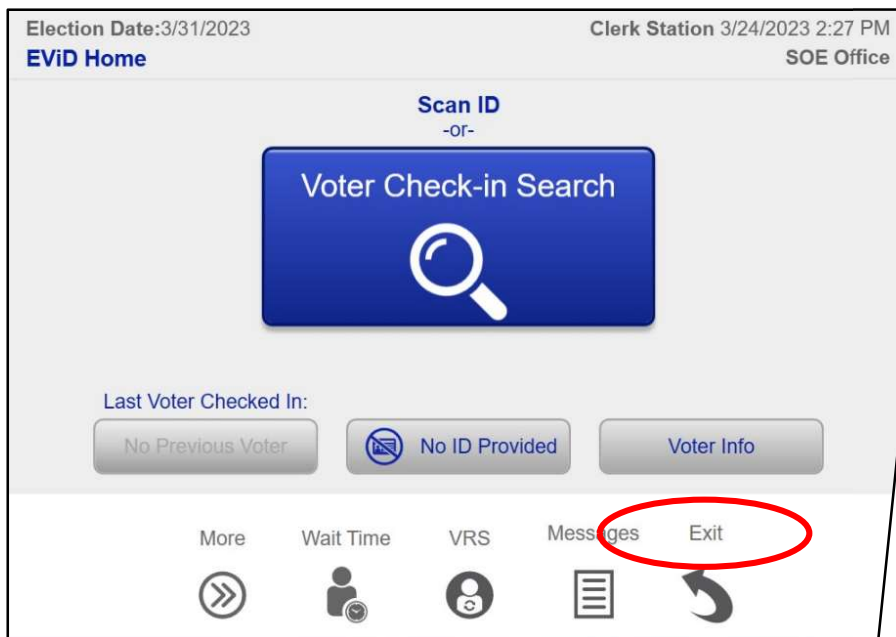 Election Date:3/31/2023 Clerk Station 3/24/2023 2:27 PM
EViD Home SOE Office
Scan ID
-or-
Voter Check-in Search
Last Voter Checked In:
No Previous Voter No ID Provided Voter Info
More Wait Time VRS Messages Exit